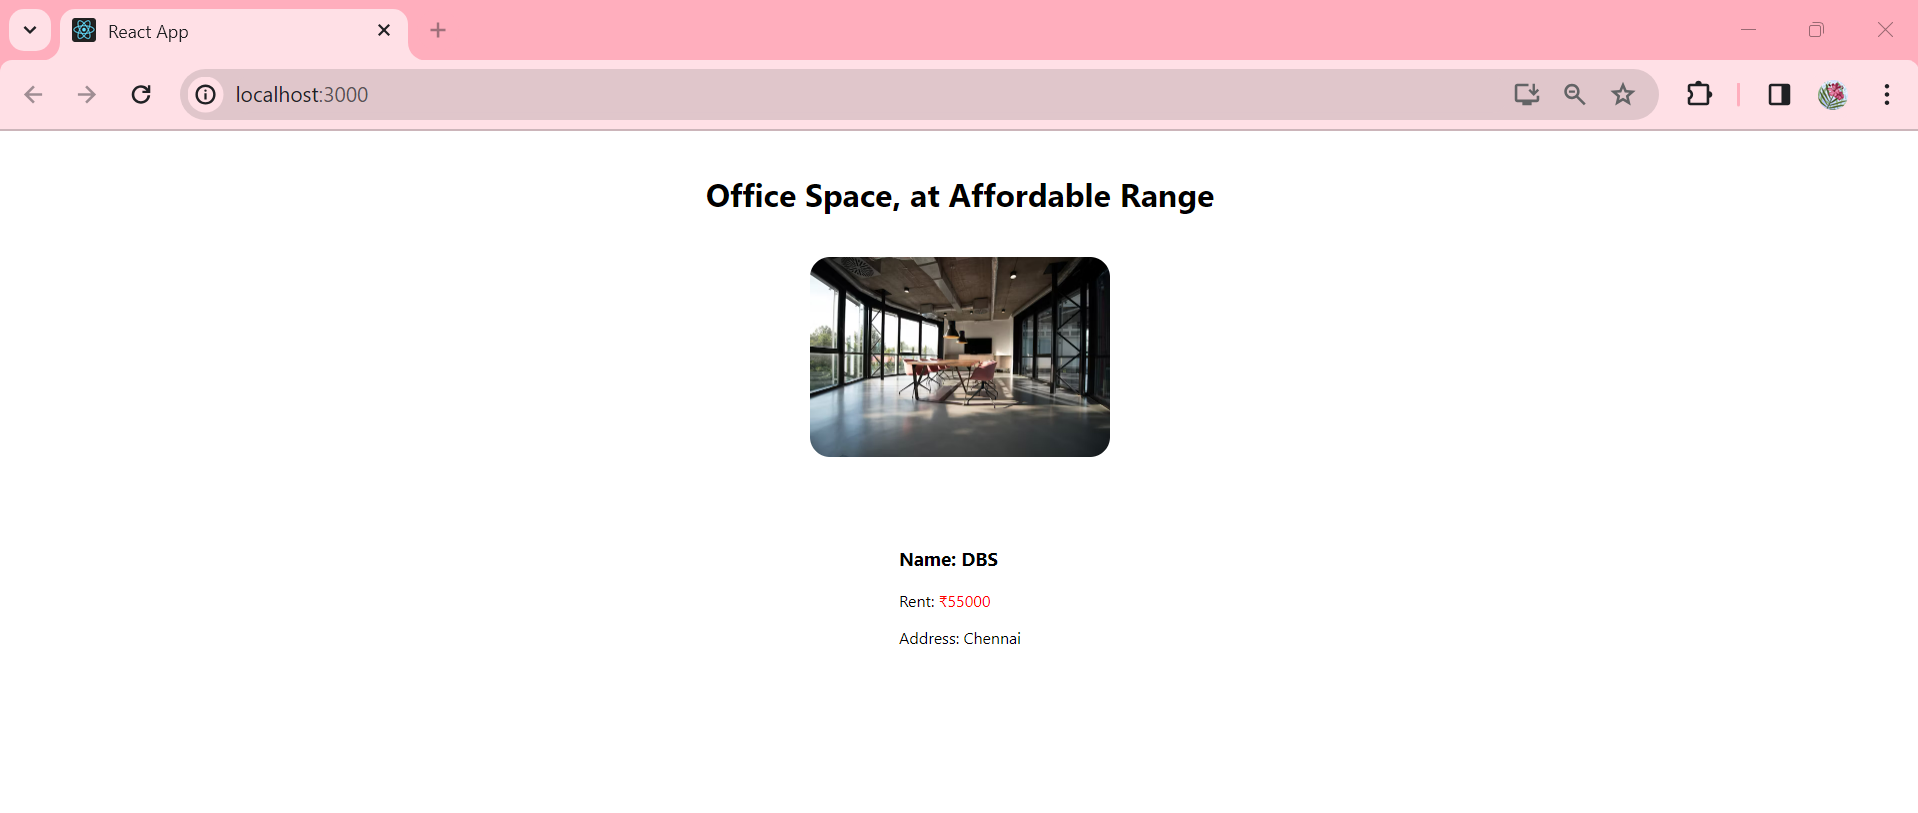 React App
localhost:3000
Office Space, at Affordable Range
Name: DBS
Rent: ₹55000
Address: Chennai